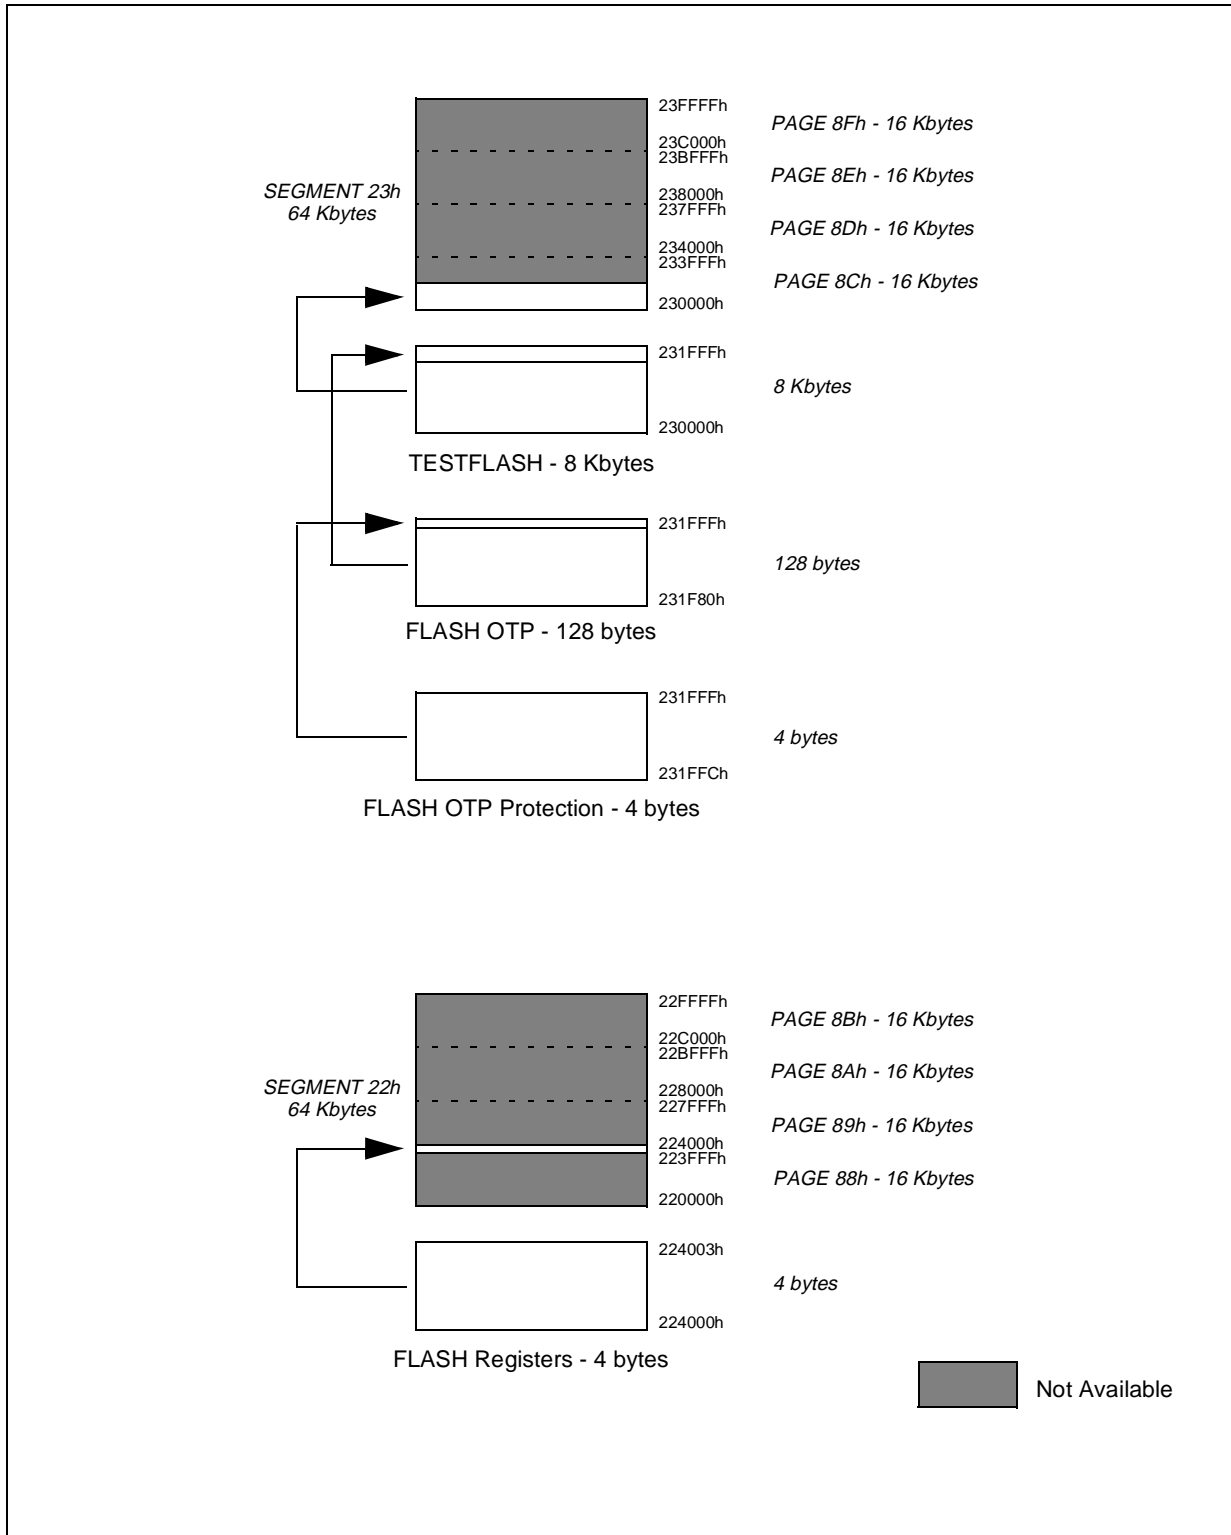 23FFFFh
PAGE 8Fh - 16 Kbytes
23C000h
23BFFFh
PAGE 8Eh - 16 Kbytes
SEGMENT 23h
64 Kbytes
238000h
237FFFh
PAGE 8Dh - 16 Kbytes
234000h
233FFFh
PAGE 8Ch - 16 Kbytes
230000h
231FFFh
8 Kbytes
230000h
TESTFLASH - 8 Kbytes
231FFFh
128 bytes
231F80h
FLASH OTP - 128 bytes
231FFFh
4 bytes
231FFCh
FLASH OTP Protection - 4 bytes
22FFFFh
PAGE 8Bh - 16 Kbytes
22C000h
22BFFFh
PAGE 8Ah - 16 Kbytes
SEGMENT 22h
64 Kbytes
228000h
227FFFh
PAGE 89h - 16 Kbytes
224000h
223FFFh
PAGE 88h - 16 Kbytes
220000h
224003h
4 bytes
224000h
FLASH Registers - 4 bytes
Not Available